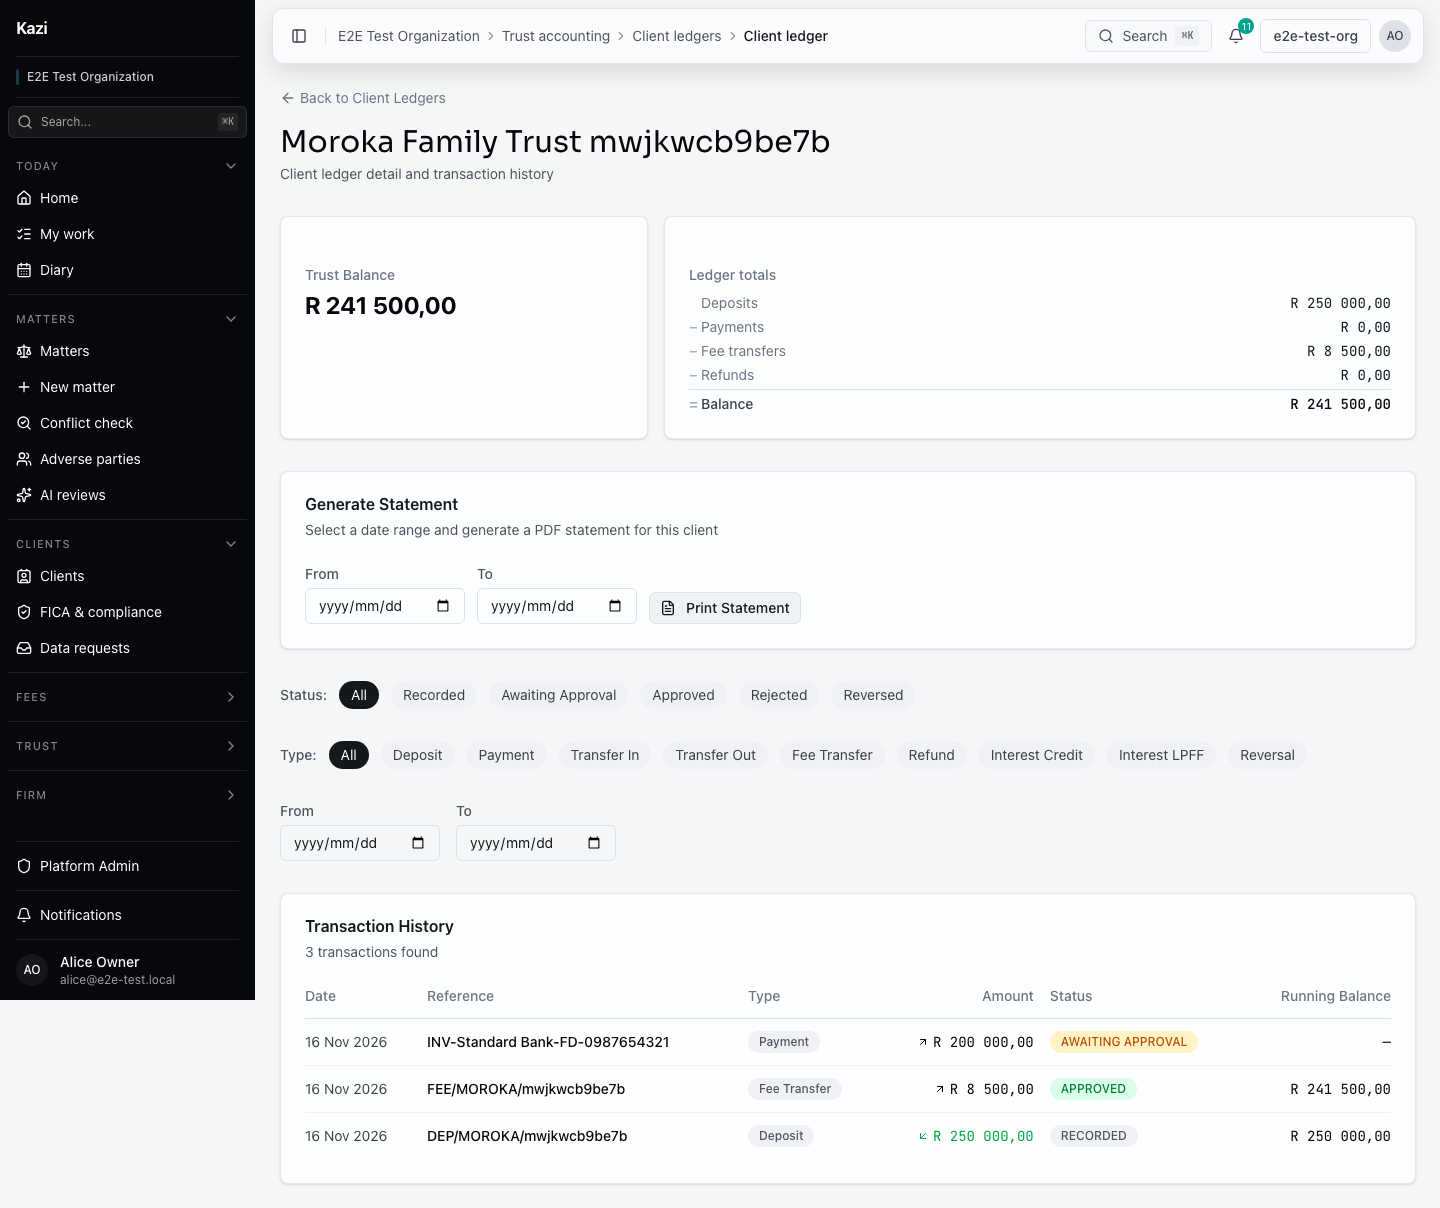 Kazi
E2E Test Organization
Search... ⌘K
TODAY
Home
My work
Diary
MATTERS
Matters
New matter
Conflict check
Adverse parties
AI reviews
CLIENTS
Clients
FICA & compliance
Data requests
FEES
TRUST
FIRM
Platform Admin
Notifications
AO Alice Owner
alice@e2e-test.local
E2E Test Organization > Trust accounting > Client ledgers > Client ledger
Search ⌘K
11
e2e-test-org
AO
Back to Client Ledgers
Moroka Family Trust mwjkwcb9be7b
Client ledger detail and transaction history
Trust Balance
R 241 500,00
Ledger totals
Deposits R 250 000,00
– Payments R 0,00
– Fee transfers R 8 500,00
– Refunds R 0,00
= Balance R 241 500,00
Generate Statement
Select a date range and generate a PDF statement for this client
From To
yyyy/mm/dd yyyy/mm/dd Print Statement
Status: All Recorded Awaiting Approval Approved Rejected Reversed
Type: All Deposit Payment Transfer In Transfer Out Fee Transfer Refund Interest Credit Interest LPFF Reversal
From To
yyyy/mm/dd yyyy/mm/dd
Transaction History
3 transactions found
Date Reference Type Amount Status Running Balance
16 Nov 2026 INV-Standard Bank-FD-0987654321 Payment R 200 000,00 AWAITING APPROVAL –
16 Nov 2026 FEE/MOROKA/mwjkwcb9be7b Fee Transfer R 8 500,00 APPROVED R 241 500,00
16 Nov 2026 DEP/MOROKA/mwjkwcb9be7b Deposit R 250 000,00 RECORDED R 250 000,00